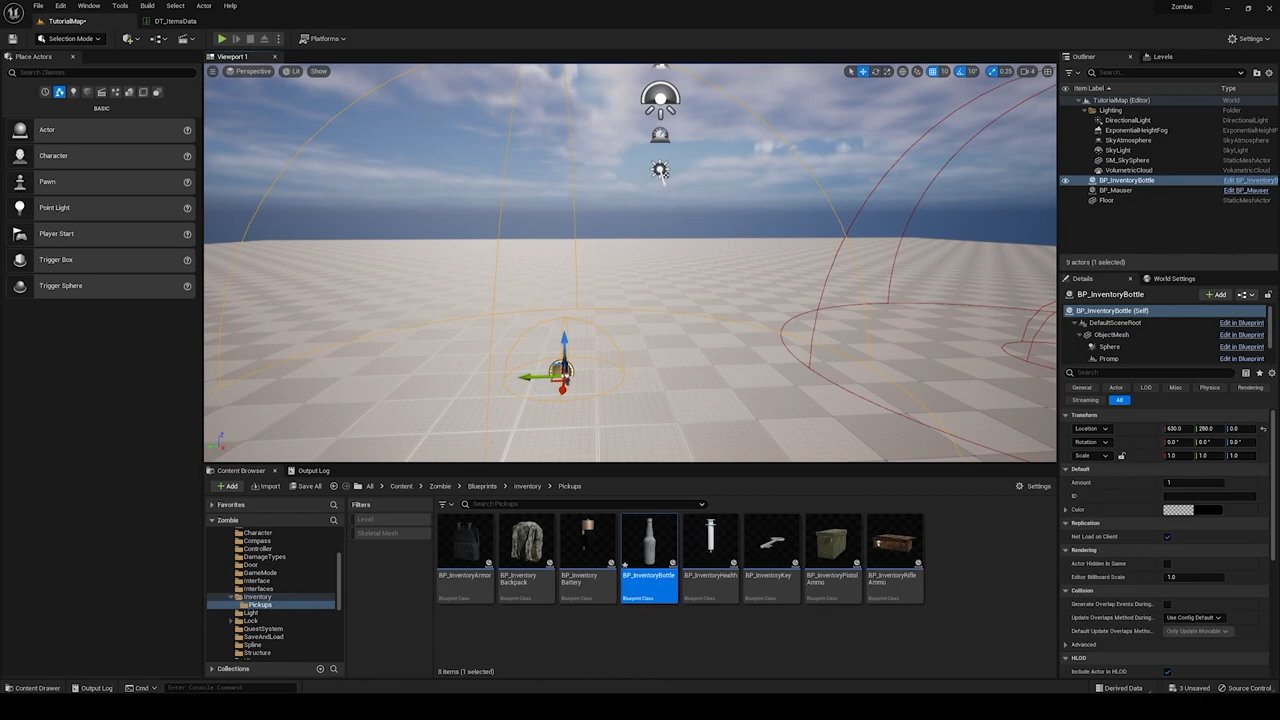 File Edit Window Tools Build Select Actor Help
Zombie
TutorialMap•
DT_ItemsData
Selection Mode
Platforms
Settings
Place Actors
Search Classes
BASIC
Actor
Character
Pawn
Point Light
Player Start
Trigger Box
Trigger Sphere
Viewport 1
Perspective
Lit
Show
10
10°
0.25
4
Outliner
Levels
Search...
Item Label
Type
TutorialMap (Editor) World
Lighting Folder
DirectionalLight DirectionalLight
ExponentialHeightFog ExponentialHeightF
SkyAtmosphere SkyAtmosphere
SkyLight SkyLight
SM_SkySphere StaticMeshActor
VolumetricCloud VolumetricCloud
BP_InventoryBottle Edit BP_Inventory
BP_Mauser Edit BP_Mauser
Floor StaticMeshActor
9 actors (1 selected)
Details
World Settings
BP_InventoryBottle
Add
BP_InventoryBottle (Self)
DefaultSceneRoot Edit in Blueprint
ObjectMesh Edit in Blueprint
Sphere Edit in Blueprint
Promp Edit in Blueprint
Search
General Actor LOD Misc Physics Rendering
Streaming All
Transform
Location 630.0 250.0 0.0
Rotation 0.0° 0.0° 0.0°
Scale 1.0 1.0 1.0
Default
Amount 1
ID
Color
Replication
Net Load on Client
Rendering
Actor Hidden in Game
Editor Billboard Scale 1.0
Collision
Generate Overlap Events During...
Update Overlaps Method During... Use Config Default
Default Update Overlaps Metho... Only Update Movable
Advanced
HLOD
Include Actor in HLOD
Content Browser
Output Log
Add
Import
Save All
All > Content > Zombie > Blueprints > Inventory > Pickups
Settings
Favorites
Zombie
Character
Compass
Controller
DamageTypes
Door
GameMode
Interface
Interfaces
Inventory
Pickups
Light
Lock
QuestSystem
SaveAndLoad
Spline
Structure
Collections
Filters
Level
Skeletal Mesh
Search Pickups
BP_InventoryArmor
Blueprint Class
BP_Inventory
Backpack
Blueprint Class
BP_Inventory
Battery
Blueprint Class
BP_InventoryBottle
Blueprint Class
BP_InventoryHealth
Blueprint Class
BP_InventoryKey
Blueprint Class
BP_InventoryPistol
Ammo
Blueprint Class
BP_InventoryRifle
Ammo
Blueprint Class
8 items (1 selected)
Content Drawer
Output Log
Cmd
Enter Console Command
Derived Data
3 Unsaved
Source Control